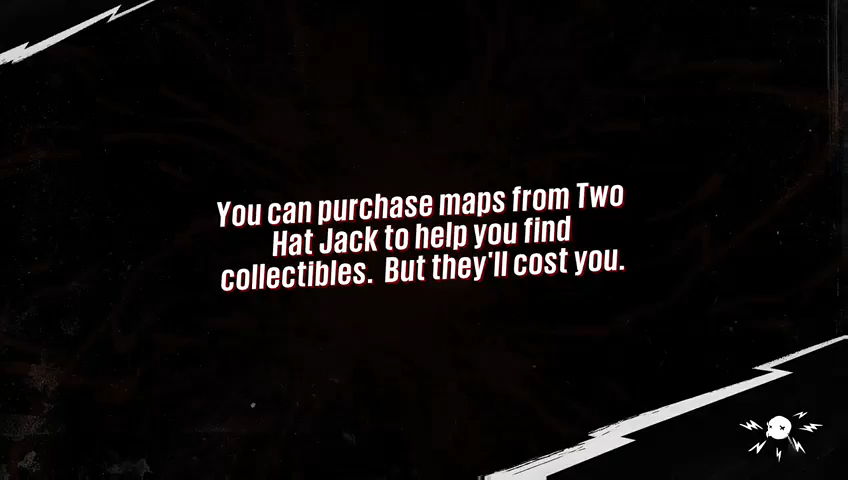 You can purchase maps from Two
Hat Jack to help you find
collectibles.  But they'll cost you.